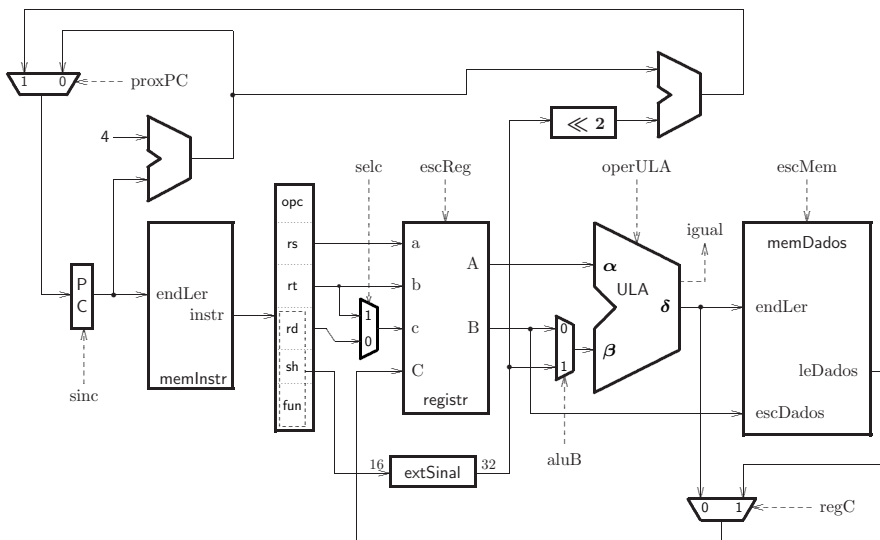 1 0
proxPC
4
≪ 2
selc
escReg
operULA
escMem
opc
igual
rs
a
A
α
memDados
P
C
endLer
instr
rt
b
ULA
δ
endLer
1
rd
0
c
B
0
β
memInstr
sh
C
1
leDados
sinc
fun
registr
escDados
aluB
16
extSinal
32
0 1
regC